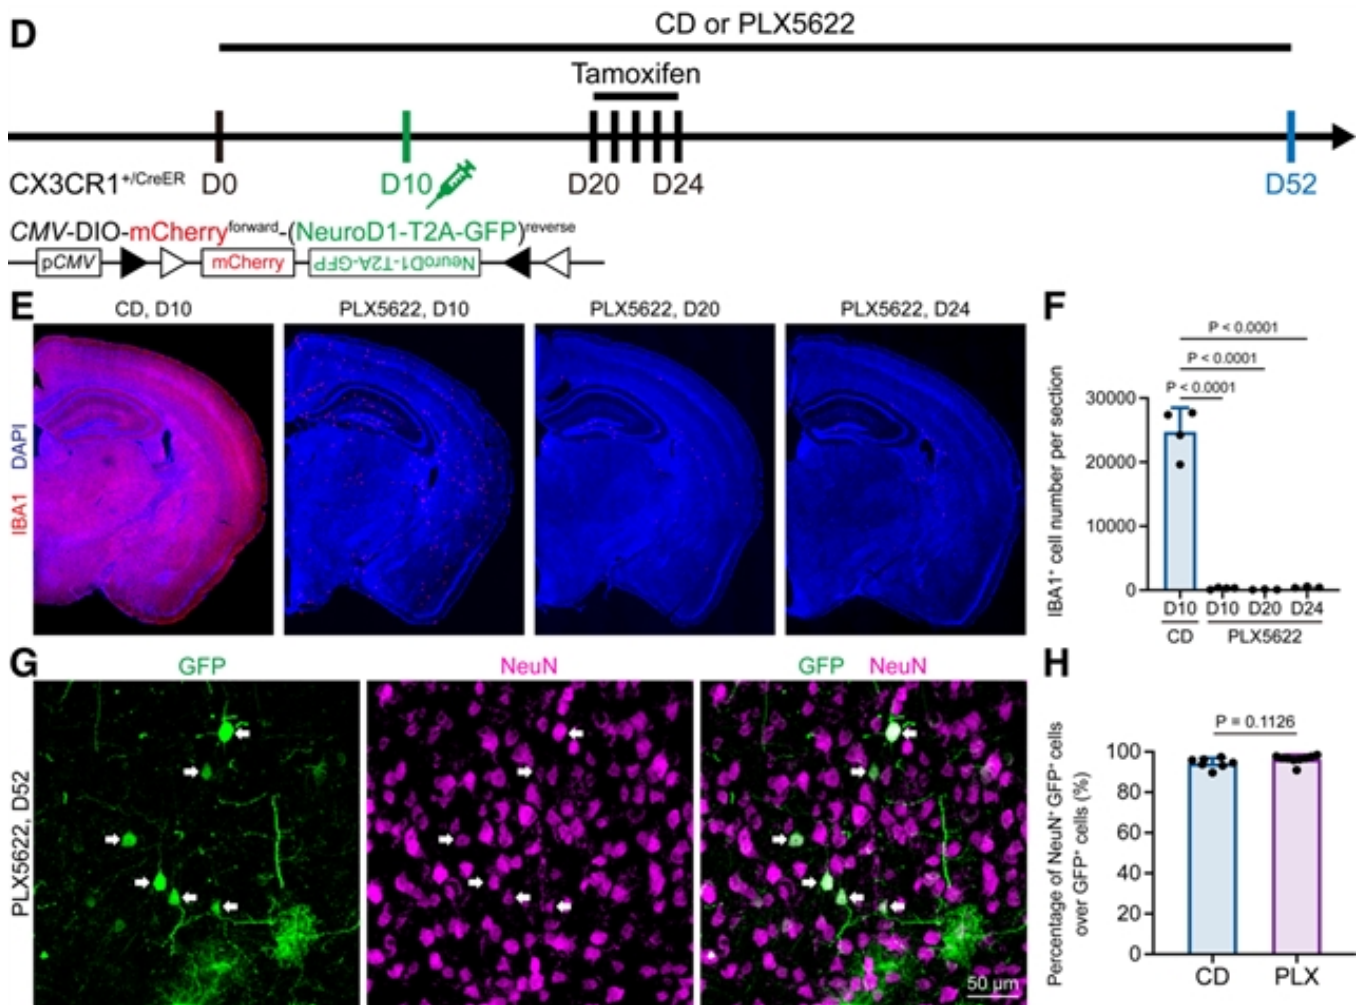 D
CD or PLX5622
Tamoxifen
CX3CR1+/CreER D0 D10 D20 D24 D52
CMV-DIO-mCherryforward-(NeuroD1-T2A-GFP)reverse
pCMV mCherry NeuroD1-T2A-GFP
E
CD, D10 PLX5622, D10 PLX5622, D20 PLX5622, D24
IBA1 DAPI
F
P < 0.0001
P < 0.0001
P < 0.0001
IBA1+ cell number per section
30000
20000
10000
0
D10 D10 D20 D24
CD PLX5622
G
GFP NeuN GFP NeuN
PLX5622, D52
50 µm
H
P = 0.1126
Percentage of NeuN+ GFP+ cells
over GFP+ cells (%)
100
80
60
40
20
0
CD PLX